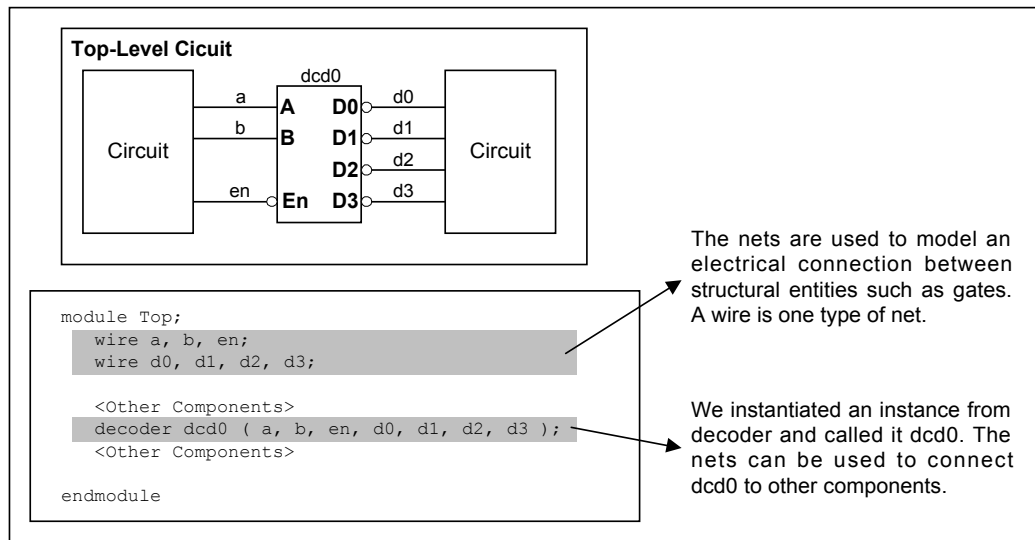 Top-Level Cicuit
dcd0
Circuit
a
b
en
A
B
En
D0
D1
D2
D3
d0
d1
d2
d3
Circuit
The nets are used to model an
electrical connection between
structural entities such as gates.
A wire is one type of net.
module Top;
wire a, b, en;
wire d0, d1, d2, d3;
<Other Components>
decoder dcd0 ( a, b, en, d0, d1, d2, d3 );
<Other Components>
endmodule
We instantiated an instance from
decoder and called it dcd0. The
nets can be used to connect
dcd0 to other components.